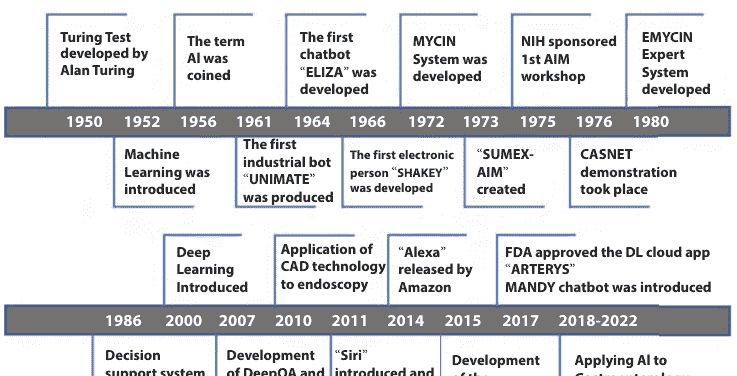 Turing Test
developed by
Alan Turing
The term
AI was
coined
The first
chatbot
“ELIZA” was
developed
MYCIN
System was
developed
NIH sponsored
1st AIM
workshop
EMYCIN
Expert
System
developed
1950 1952 1956 1961 1964 1966 1972 1973 1975 1976 1980
Machine
Learning was
introduced
The first
industrial bot
“UNIMATE”
was produced
The first electronic
person “SHAKEY”
was developed
“SUMEX-
AIM”
created
CASNET
demonstration
took place
Deep
Learning
Introduced
Application of
CAD technology
to endoscopy
“Alexa”
released by
Amazon
FDA approved the DL cloud app
“ARTERYS”
MANDY chatbot was introduced
1986 2000 2007 2010 2011 2014 2015 2017 2018-2022
Decision
support system
Development
of DeepQA and
“Siri”
introduced and
Development
of the
Applying AI to